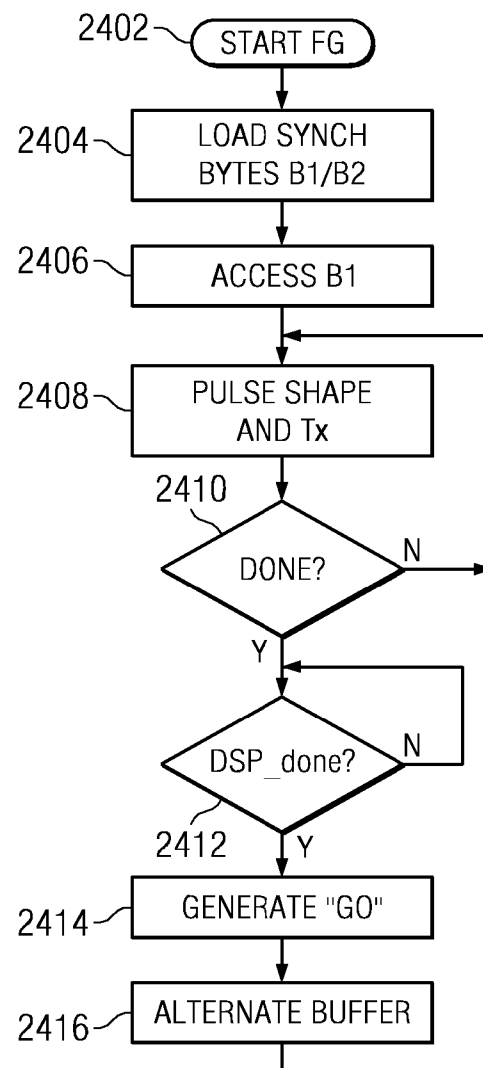 2402
START FG
2404
LOAD SYNCH
BYTES B1/B2
2406
ACCESS B1
2408
PULSE SHAPE
AND Tx
2410
DONE?
N
Y
DSP_done?
N
2412
Y
2414
GENERATE "GO"
2416
ALTERNATE BUFFER